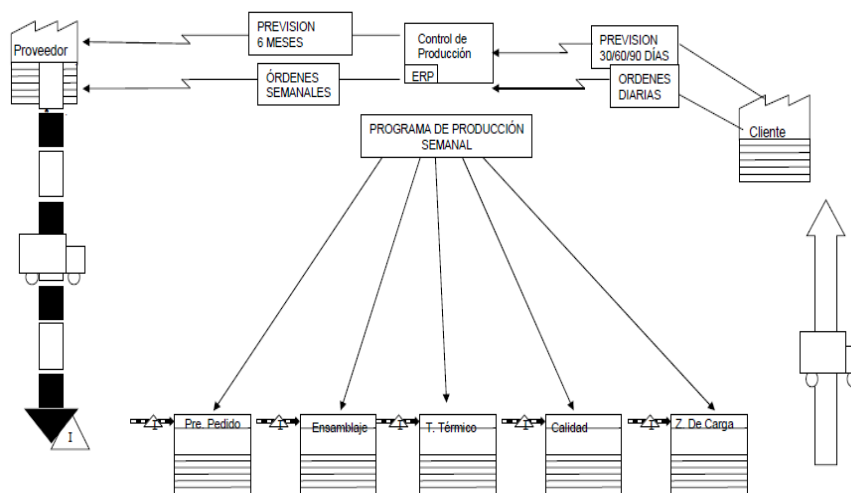 Proveedor
PREVISION
6 MESES
Control de
Producción
ERP
PREVISION
30/60/90 DÍAS
ÓRDENES
SEMANALES
ORDENES
DIARIAS
Cliente
PROGRAMA DE PRODUCCIÓN
SEMANAL
I
I
Pre. Pedido
I
Ensamblaje
I
T. Térmico
I
Calidad
I
Z. De Carga